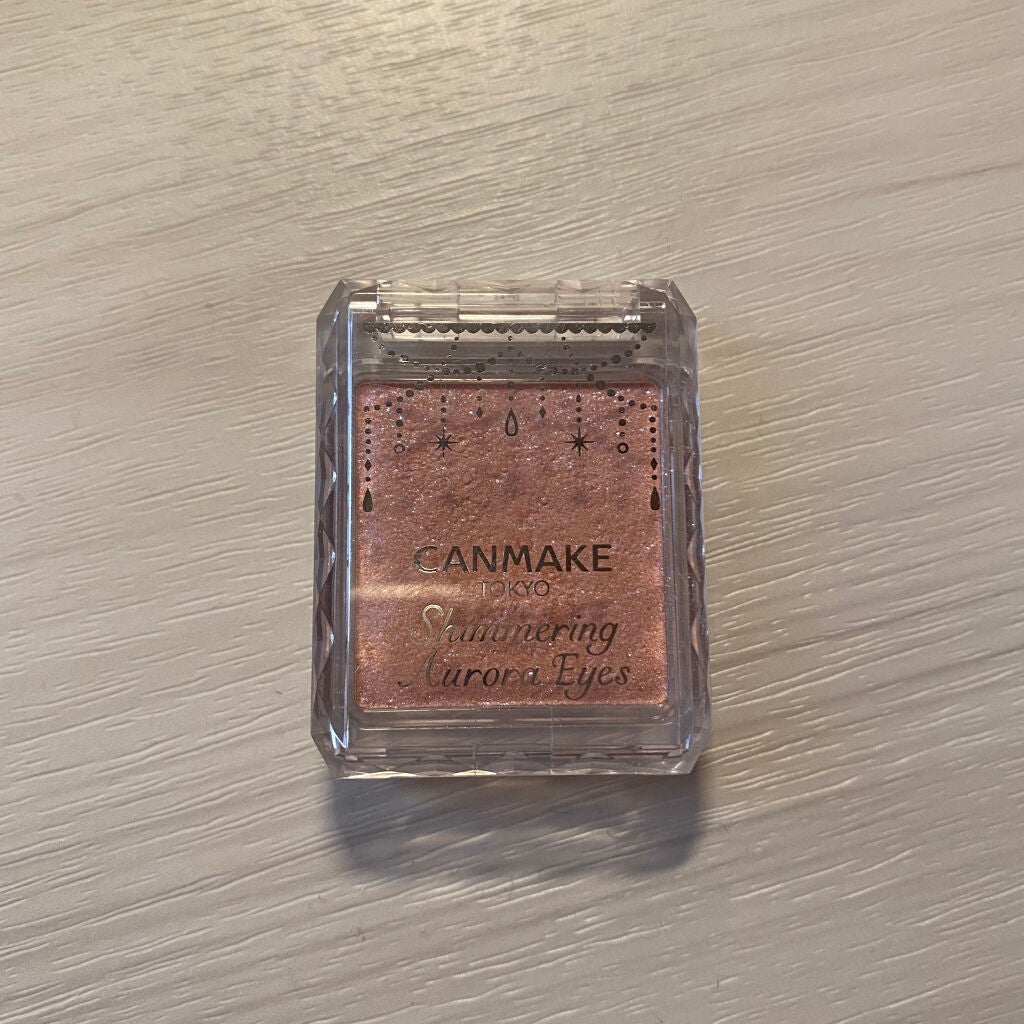 CANMAKE
TOKYO
Shimmering
Aurora Eyes